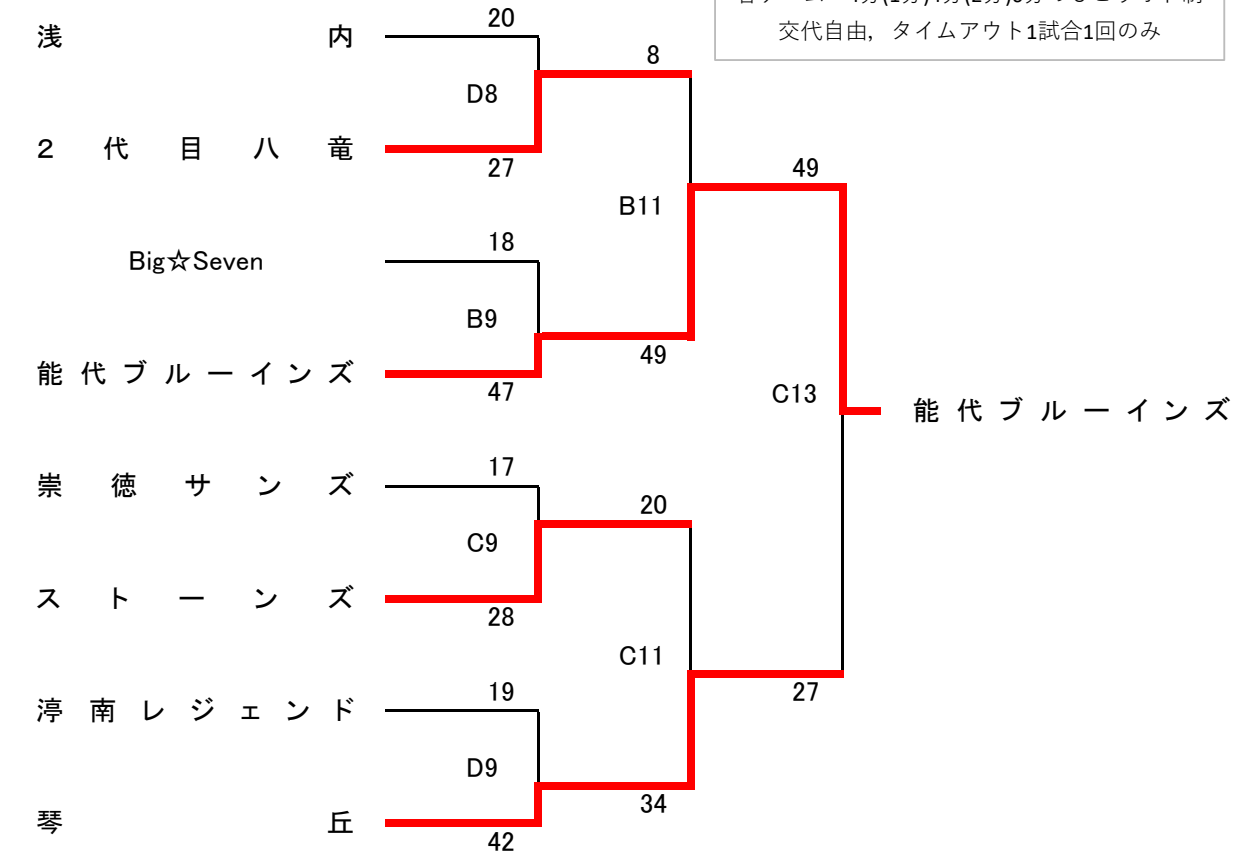 交代自由，タイムアウト1試合1回のみ
浅内
20
8
D8
２代目八竜
27
49
B11
Big☆Seven
18
B9
49
能代ブルーインズ
47
C13
能代ブルーインズ
崇徳サンズ
17
20
C9
ストーンズ
28
C11
27
渟南レジェンド
19
D9
34
琴丘
42